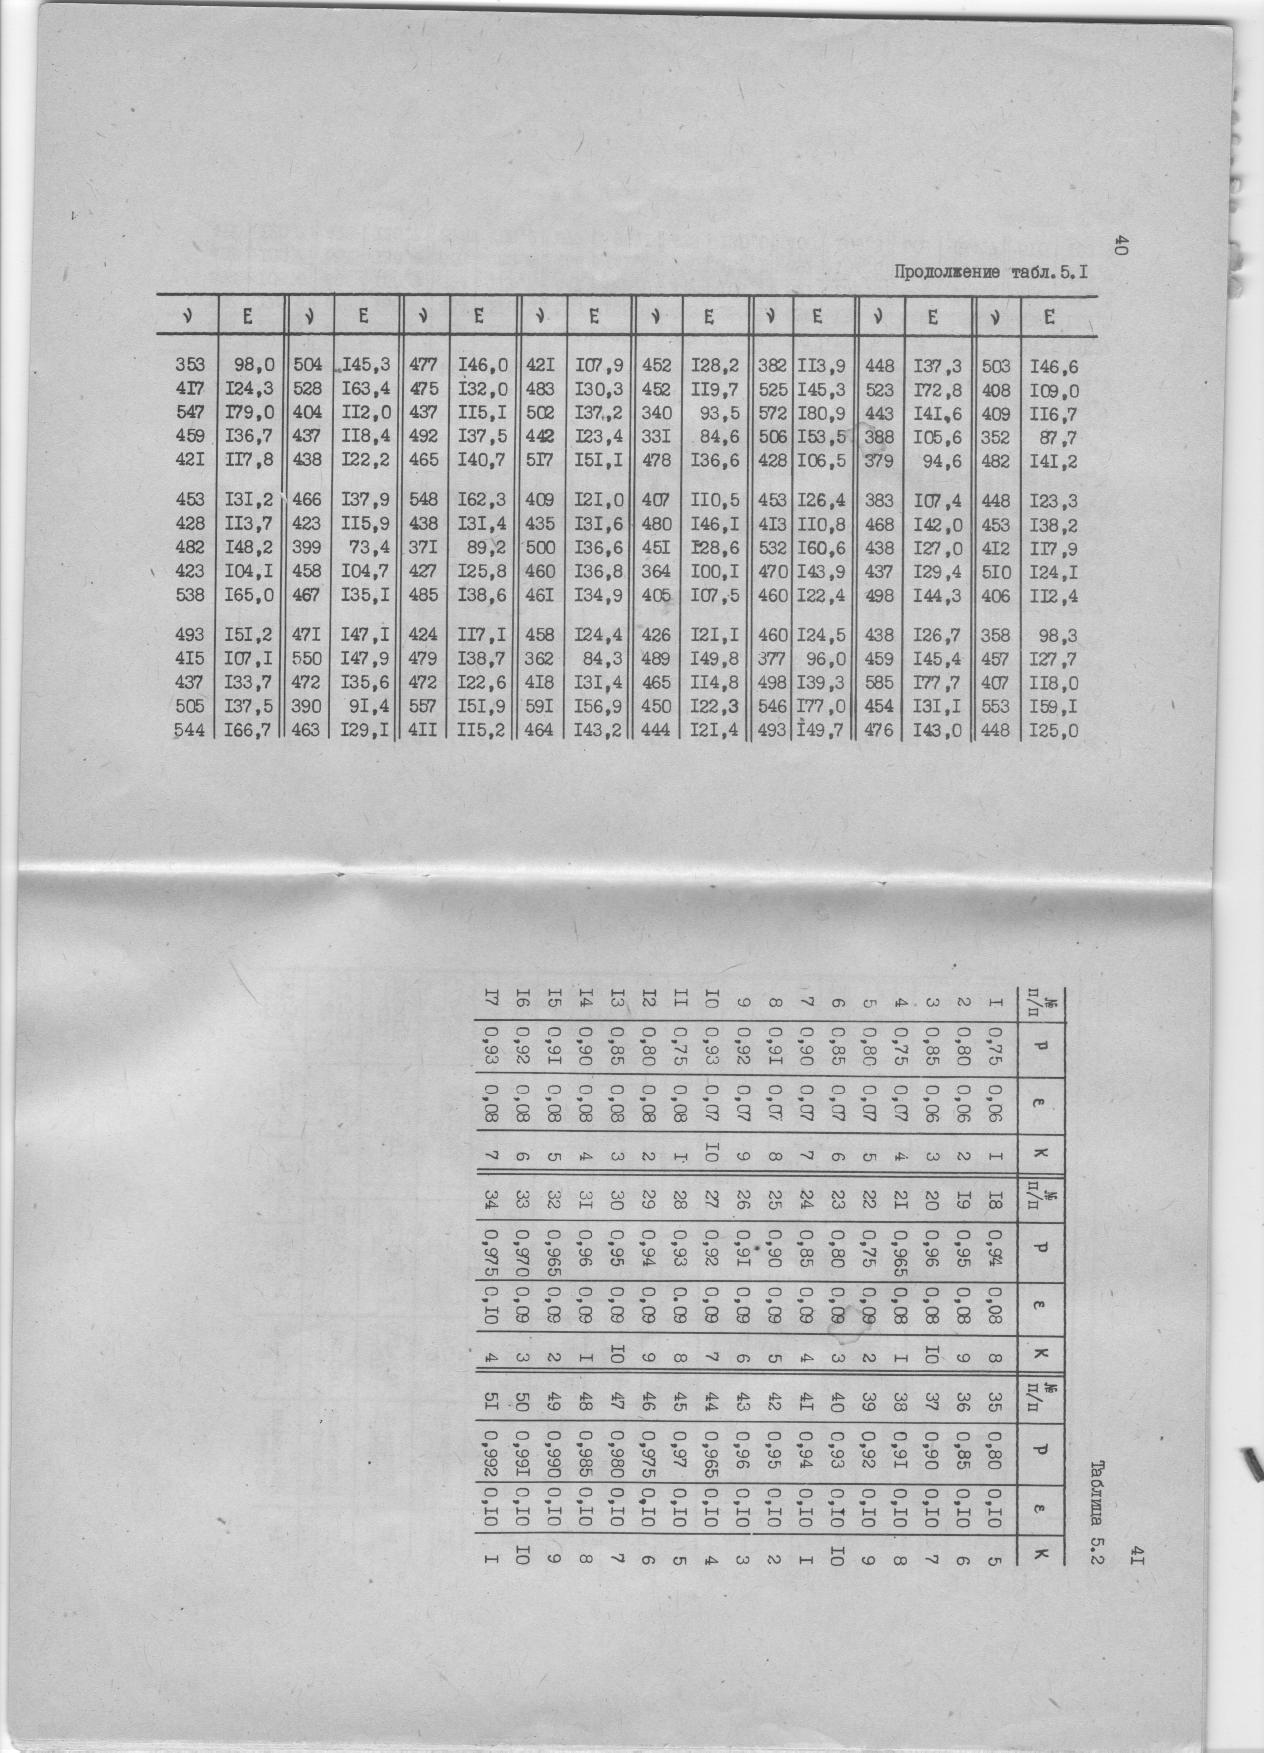 40
Продолжение табл.5.I
ν E ν E ν E ν E ν E ν E ν E ν E
353 98,0 504 I45,3 477 I46,0 42I I07,9 452 I28,2 382 II3,9 448 I37,3 503 I46,6
4I7 I24,3 528 I63,4 475 I32,0 483 I30,3 452 II9,7 525 I45,3 523 I72,8 408 I09,0
547 I79,0 404 II2,0 437 II5,I 502 I37,2 340 93,5 572 I80,9 443 I4I,6 409 II6,7
459 I36,7 437 II8,4 492 I37,5 442 I23,4 33I 84,6 506 I53,5 388 I05,6 352 87,7
42I II7,8 438 I22,2 465 I40,7 5I7 I5I,I 478 I36,6 428 I06,5 379 94,6 482 I4I,2
453 I3I,2 466 I37,9 548 I62,3 409 I2I,0 407 II0,5 453 I26,4 383 I07,4 448 I23,3
428 II3,7 423 II5,9 438 I3I,4 435 I3I,6 480 I46,I 4I3 II0,8 468 I42,0 453 I38,2
482 I48,2 399 73,4 37I 89,2 500 I36,6 45I I28,6 532 I60,6 438 I27,0 4I2 II7,9
423 I04,I 458 I04,7 427 I25,8 460 I36,8 364 I00,I 470 I43,9 437 I29,4 5I0 I24,I
538 I65,0 467 I35,I 485 I38,6 46I I34,9 405 I07,5 460 I22,4 498 I44,3 406 II2,4
493 I5I,2 47I I47,I 424 II7,I 458 I24,4 426 I2I,I 460 I24,5 438 I26,7 358 98,3
4I5 I07,I 550 I47,9 479 I38,7 362 84,3 489 I49,8 377 96,0 459 I45,4 457 I27,7
437 I33,7 472 I35,6 472 I22,6 4I8 I3I,4 465 II4,8 498 I39,3 585 I77,7 407 II8,0
505 I37,5 390 9I,4 557 I5I,9 59I I56,9 450 I22,3 546 I77,0 454 I3I,I 553 I59,I
544 I66,7 463 I29,I 4II II5,2 464 I43,2 444 I2I,4 493 I49,7 476 I43,0 448 I25,0
4I
Таблица 5.2
№ п/п P ε K № п/п P ε K № п/п P ε K
I 0,75 0,06 I I8 0,94 0,08 8 35 0,80 0,I0 5
2 0,80 0,06 2 I9 0,95 0,08 9 36 0,85 0,I0 6
3 0,85 0,06 3 20 0,96 0,08 I0 37 0,90 0,I0 7
4 0,75 0,07 4 2I 0,965 0,08 I 38 0,9I 0,I0 8
5 0,80 0,07 5 22 0,75 0,09 2 39 0,92 0,I0 9
6 0,85 0,07 6 23 0,80 0,09 3 40 0,93 0,I0 I0
7 0,90 0,07 7 24 0,85 0,09 4 4I 0,94 0,I0 I
8 0,9I 0,07 8 25 0,90 0,09 5 42 0,95 0,I0 2
9 0,92 0,07 9 26 0,9I 0,09 6 43 0,96 0,I0 3
I0 0,93 0,07 I0 27 0,92 0,09 7 44 0,965 0,I0 4
II 0,75 0,08 I 28 0,93 0.09 8 45 0,97 0,I0 5
I2 0,80 0,08 2 29 0,94 0,09 9 46 0,975 0,I0 6
I3 0,85 0,08 3 30 0,95 0,09 I0 47 0,980 0,I0 7
I4 0,90 0,08 4 3I 0,96 0,09 I 48 0,985 0,I0 8
I5 0,9I 0,08 5 32 0,965 0,09 2 49 0,990 0,I0 9
I6 0,92 0,08 6 33 0,970 0,09 3 50 0,99I 0,I0 I0
I7 0,93 0,08 7 34 0,975 0,I0 4 5I 0,992 0,I0 I